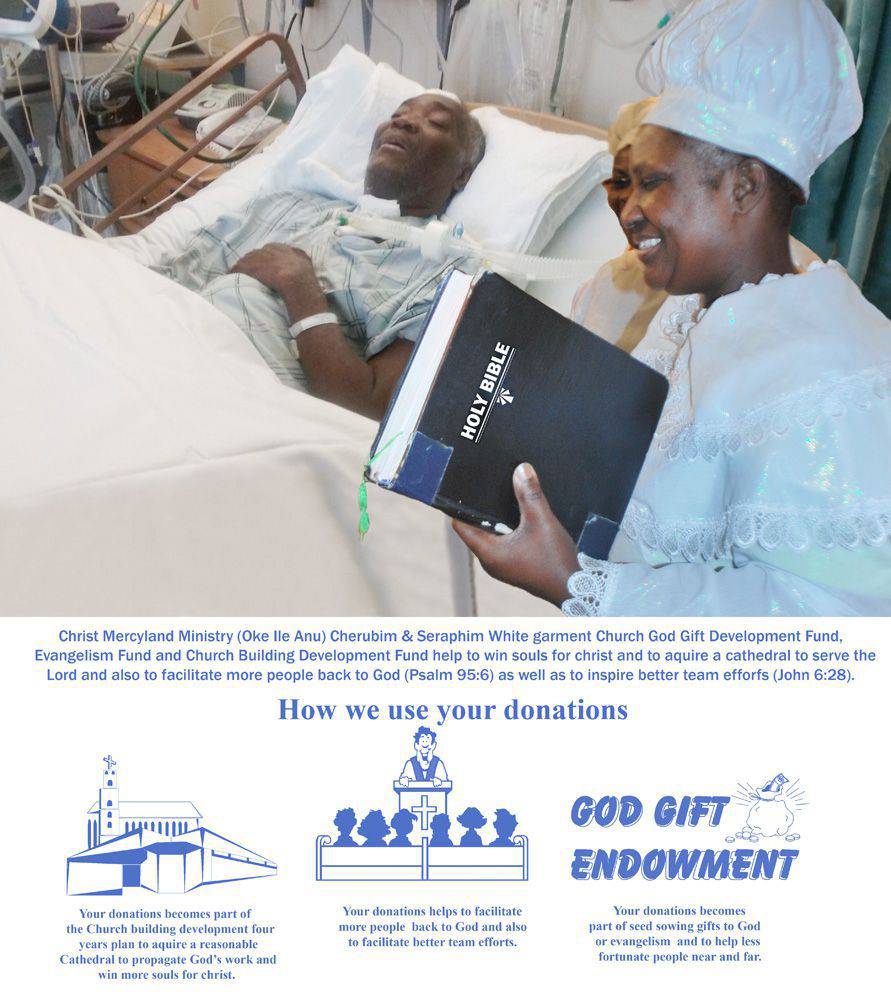 HOLY BIBLE
Christ Mercyland Ministry (Oke Ile Anu) Cherubim & Seraphim White garment Church God Gift Development Fund,
Evangelism Fund and Church Building Development Fund help to win souls for christ and to aquire a cathedral to serve the
Lord and also to facilitate more people back to God (Psalm 95:6) as well as to inspire better team efforfs (John 6:28).
How we use your donations
GOD GIFT
ENDOWMENT
Your donations becomes part of
the Church building development four
years plan to aquire a reasonable
Cathedral to propagate God's work and
win more souls for christ.
Your donations helps to facilitate
more people back to God and also
to facilitate better team efforts.
Your donations becomes
part of seed sowing gifts to God
or evangelism and to help less
fortunate people near and far.